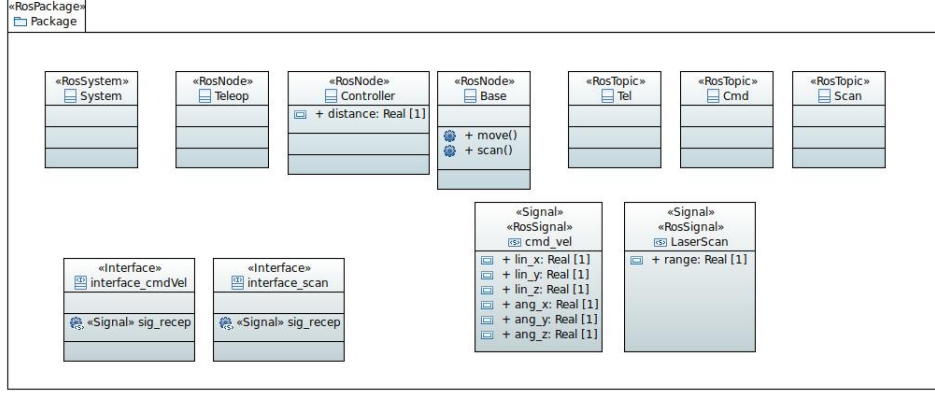 «RosPackage»
Package
«RosSystem»
System
«RosNode»
Teleop
«RosNode»
Controller
+ distance: Real [1]
«RosNode»
Base
+ move()
+ scan()
«RosTopic»
Tel
«RosTopic»
Cmd
«RosTopic»
Scan
«Interface»
interface_cmdVel
«Signal» sig_recep
«Interface»
interface_scan
«Signal» sig_recep
«Signal»
«RosSignal»
cmd_vel
+ lin_x: Real [1]
+ lin_y: Real [1]
+ lin_z: Real [1]
+ ang_x: Real [1]
+ ang_y: Real [1]
+ ang_z: Real [1]
«Signal»
«RosSignal»
LaserScan
+ range: Real [1]